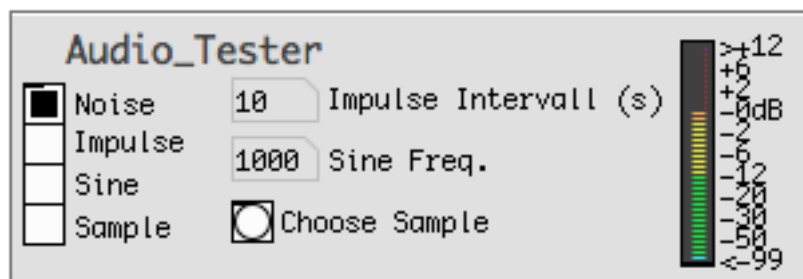 Audio_Tester
Noise
Impulse
Sine
Sample
10 Impulse Intervall (s)
1000 Sine Freq.
Choose Sample
>+12
+6
+2
-0dB
-2
-6
-12
-20
-30
-50
<-99